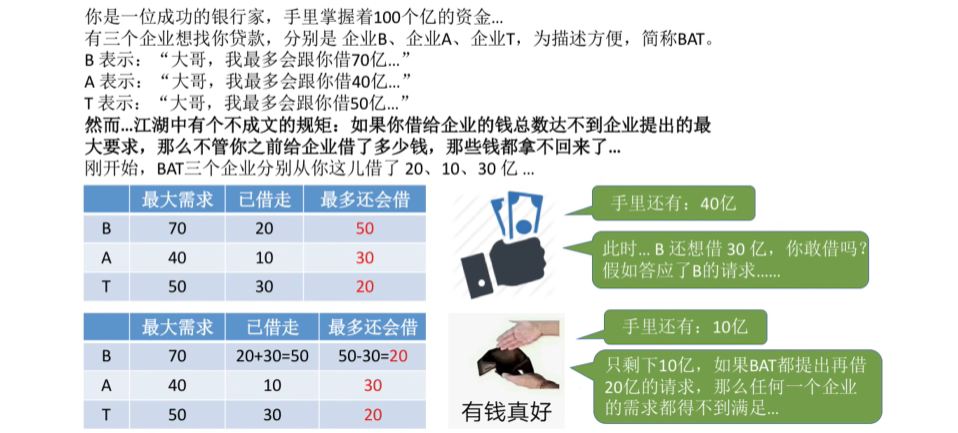 你是一位成功的银行家，手里掌握着100个亿的资金...
有三个企业想找你贷款，分别是 企业B、企业A、企业T，为描述方便，简称BAT。
B 表示：“大哥，我最多会跟你借70亿...”
A 表示：“大哥，我最多会跟你借40亿...”
T 表示：“大哥，我最多会跟你借50亿...”
然而...江湖中有个不成文的规矩：如果你借给企业的钱总数达不到企业提出的最
大要求，那么不管你之前给企业借了多少钱，那些钱都拿不回来了...
刚开始，BAT三个企业分别从你这儿借了 20、10、30 亿 ...
最大需求 已借走 最多还会借
B 70 20 50
A 40 10 30
T 50 30 20
手里还有：40亿
此时... B 还想借 30 亿，你敢借吗？
假如答应了B的请求......
最大需求 已借走 最多还会借
B 70 20+30=50 50-30=20
A 40 10 30
T 50 30 20
有钱真好
手里还有：10亿
只剩下10亿，如果BAT都提出再借
20亿的请求，那么任何一个企业
的需求都得不到满足...